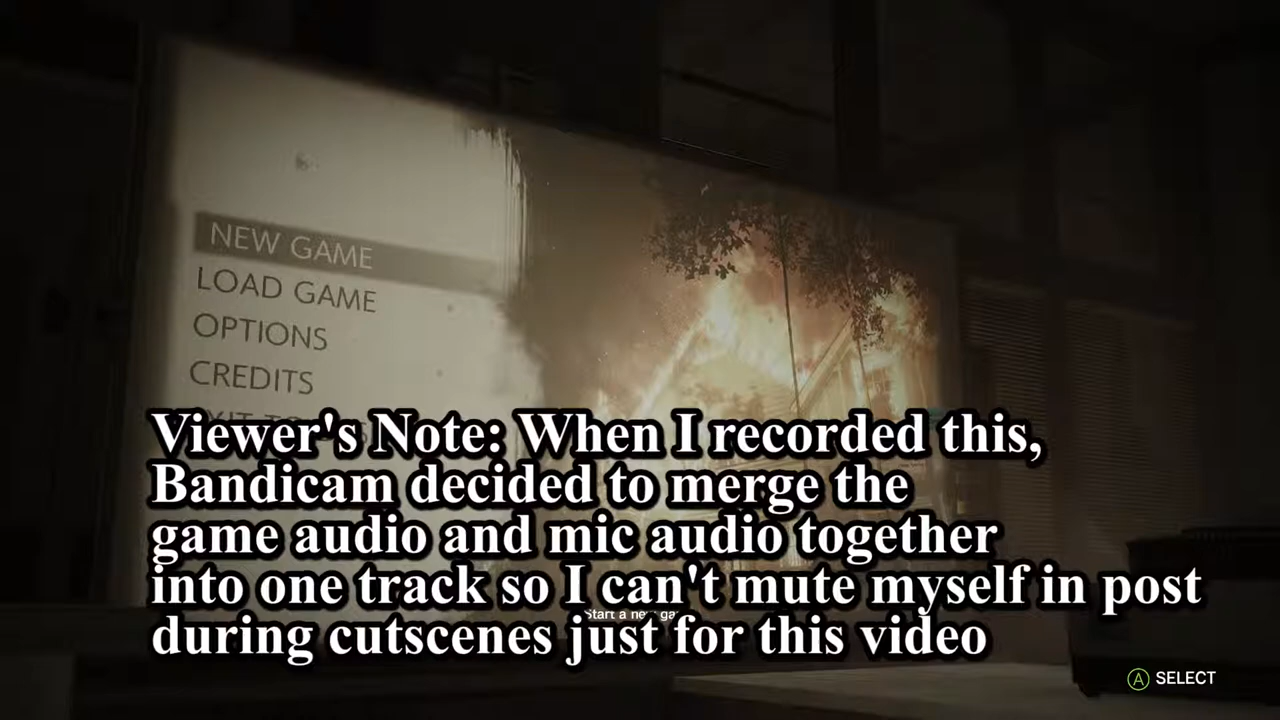 NEW GAME
LOAD GAME
OPTIONS
CREDITS
Viewer's Note: When I recorded this,
Bandicam decided to merge the
game audio and mic audio together
into one track so I can't mute myself in post
Start a new
during cutscenes just for this video
A SELECT